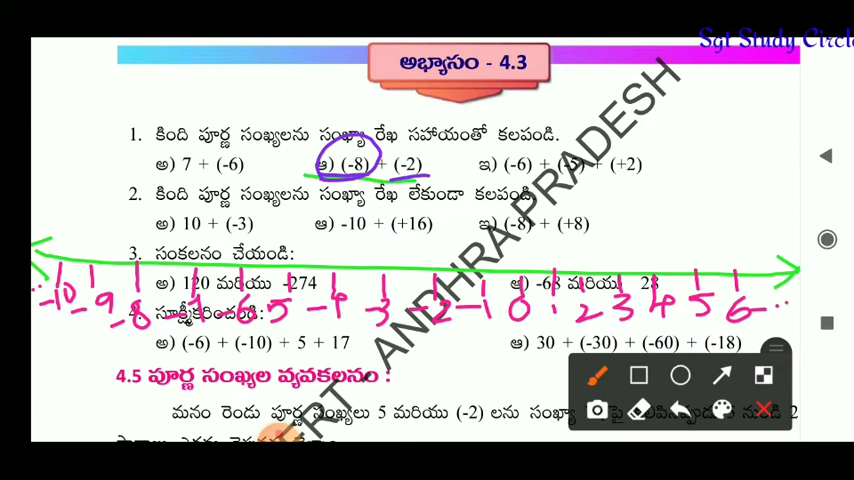 Sgt Study Circle
అభ్యాసం - 4.3
1. కింది పూర్ణ సంఖ్యలను సంఖ్యా రేఖ సహాయంతో కలపండి.
అ) 7 + (-6) ఆ) (-8) + (-2) ఇ) (-6) + (-5) + (+2)
2. కింది పూర్ణ సంఖ్యలను సంఖ్యా రేఖ లేకుండా కలపండి.
అ) 10 + (-3) ఆ) -10 + (+16) ఇ) (-8) + (+8)
3. సంకలనం చేయండి:
అ) 120 మరియు -274 ఆ) -68 మరియు 28
-10 -9 -8 -7 -6 -5 -4 -3 -2 -1 0 1 2 3 4 5 6
4. సూక్ష్మీకరించండి:
అ) (-6) + (-10) + 5 + 17 ఆ) 30 + (-30) + (-60) + (-18)
4.5 పూర్ణ సంఖ్యల వ్యవకలనం :
మనం రెండు పూర్ణ సంఖ్యలు 5 మరియు (-2) లను సంఖ్యా
ERT - ANDHRA PRADESH